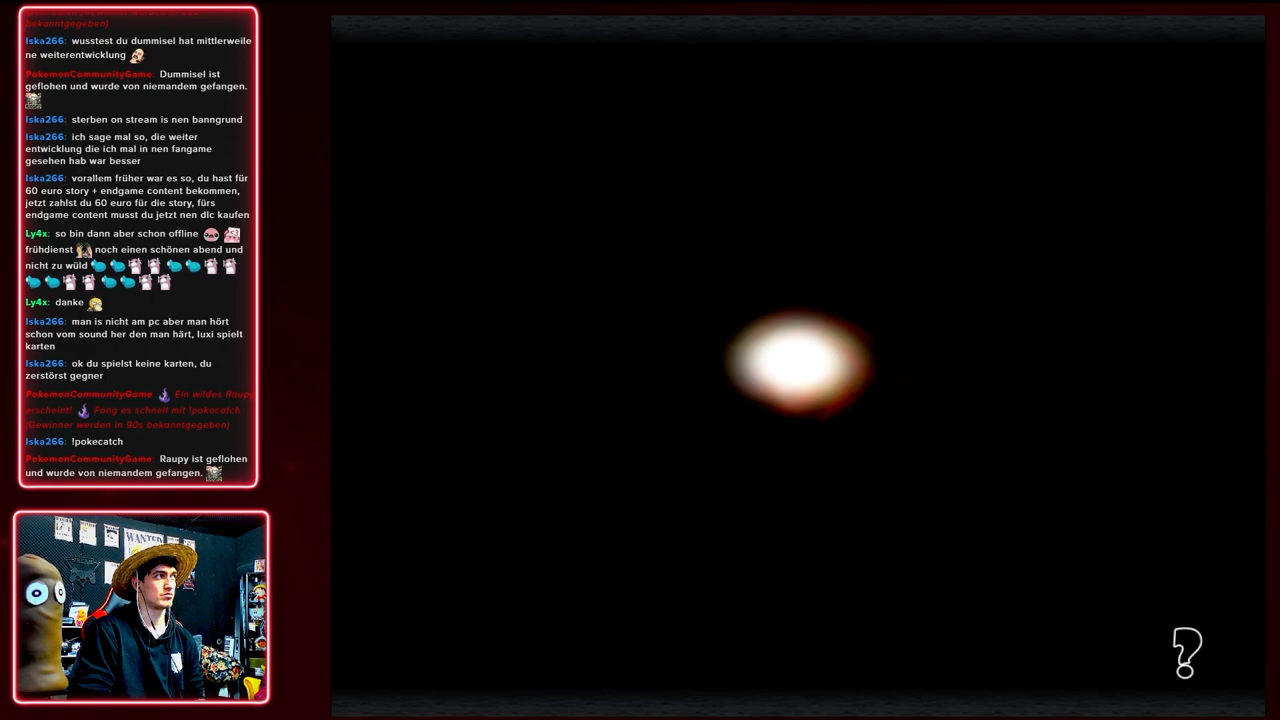 bekanntgegeben)
Iska266: wusstest du dummisel hat mittlerweile
ne weiterentwicklung
PokemonCommunityGame: Dummisel ist
geflohen und wurde von niemandem gefangen.
Iska266: sterben on stream is nen banngrund
Iska266: ich sage mal so, die weiter
entwicklung die ich mal in nen fangame
gesehen hab war besser
Iska266: vorallem früher war es so, du hast für
60 euro story + endgame content bekommen,
jetzt zahlst du 60 euro für die story, fürs
endgame content musst du jetzt nen dlc kaufen
Ly4x: so bin dann aber schon offline
frühdienst noch einen schönen abend und
nicht zu wüld
Ly4x: danke
Iska266: man is nicht am pc aber man hört
schon vom sound her den man härt, luxi spielt
karten
Iska266: ok du spielst keine karten, du
zerstörst gegner
PokemonCommunityGame Ein wildes Raupy
erscheint! Fang es schnell mit !pokecatch
(Gewinner werden in 90s bekanntgegeben)
Iska266: !pokecatch
PokemonCommunityGame: Raupy ist geflohen
und wurde von niemandem gefangen.
WANTED
?